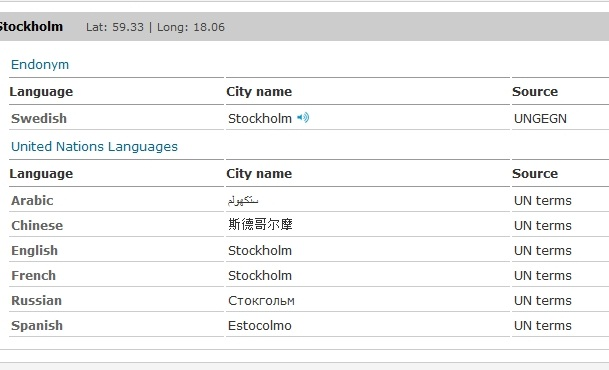 Stockholm Lat: 59.33 | Long: 18.06
Endonym
Language City name Source
Swedish Stockholm UNGEGN
United Nations Languages
Language City name Source
Arabic ستكهولم UN terms
Chinese 斯德哥尔摩 UN terms
English Stockholm UN terms
French Stockholm UN terms
Russian Стокгольм UN terms
Spanish Estocolmo UN terms